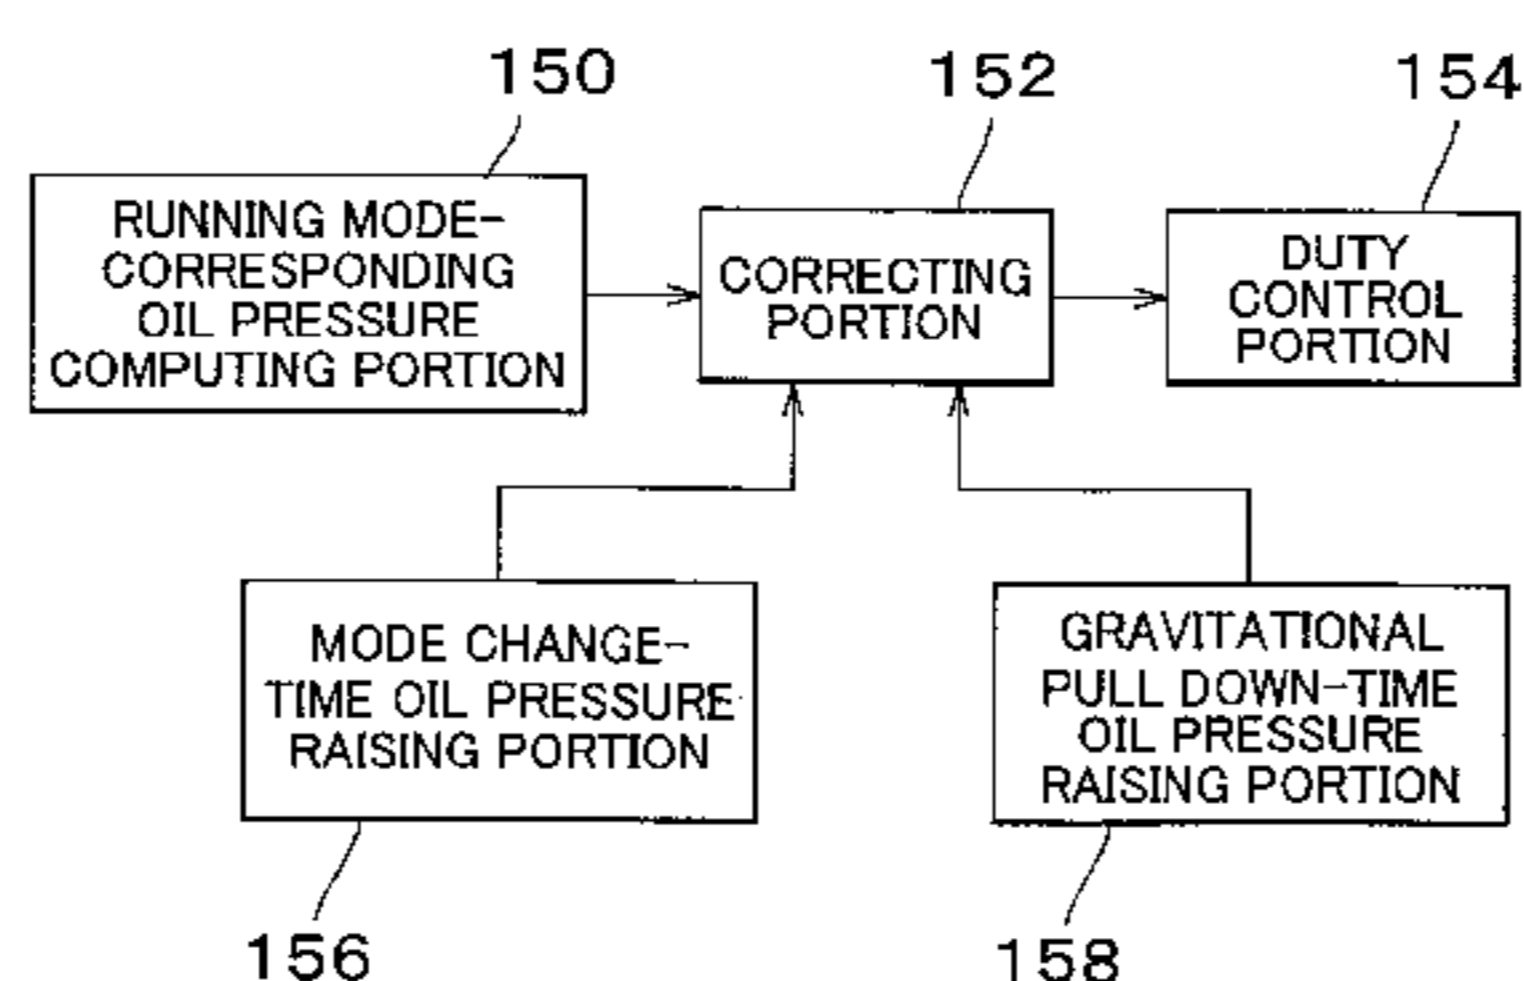 150
152
154
RUNNING MODE-
CORRESPONDING
OIL PRESSURE
COMPUTING PORTION
CORRECTING
PORTION
DUTY
CONTROL
PORTION
MODE CHANGE-
TIME OIL PRESSURE
RAISING PORTION
GRAVITATIONAL
PULL DOWN-TIME
OIL PRESSURE
RAISING PORTION
156
158